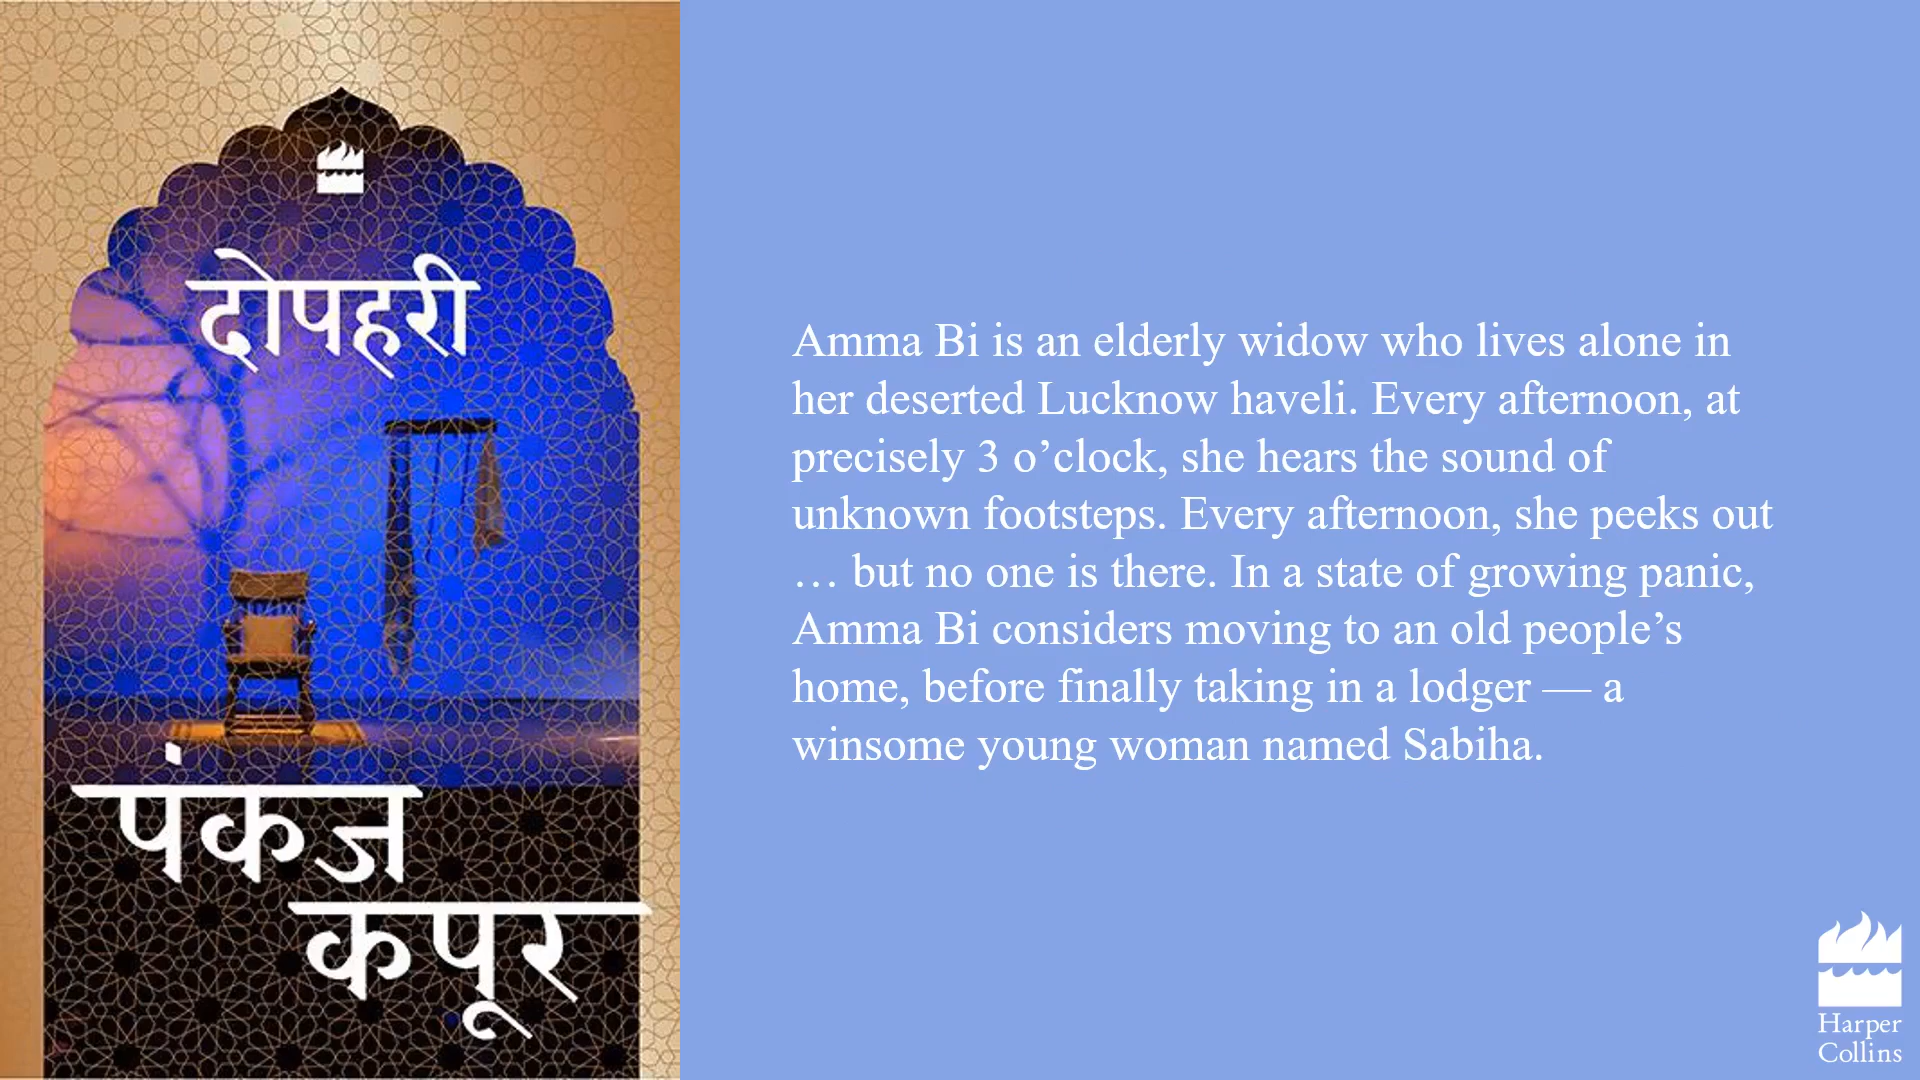 दोपहरी
पंकज
कपूर
Amma Bi is an elderly widow who lives alone in
her deserted Lucknow haveli. Every afternoon, at
precisely 3 o’clock, she hears the sound of
unknown footsteps. Every afternoon, she peeks out
… but no one is there. In a state of growing panic,
Amma Bi considers moving to an old people’s
home, before finally taking in a lodger — a
winsome young woman named Sabiha.
Harper
Collins